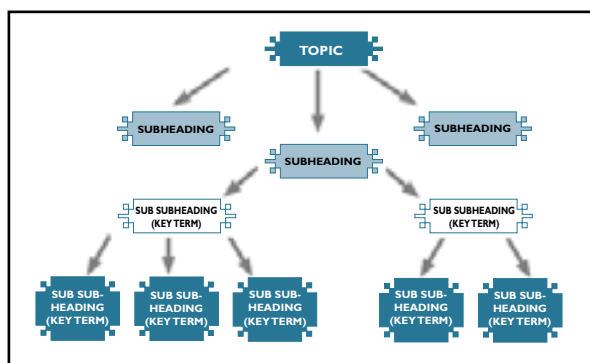 TOPIC
SUBHEADING
SUBHEADING
SUBHEADING
SUB SUBHEADING
(KEY TERM)
SUB SUBHEADING
(KEY TERM)
SUB SUB-
HEADING
(KEY TERM)
SUB SUB-
HEADING
(KEY TERM)
SUB SUB-
HEADING
(KEY TERM)
SUB SUB-
HEADING
(KEY TERM)
SUB SUB-
HEADING
(KEY TERM)